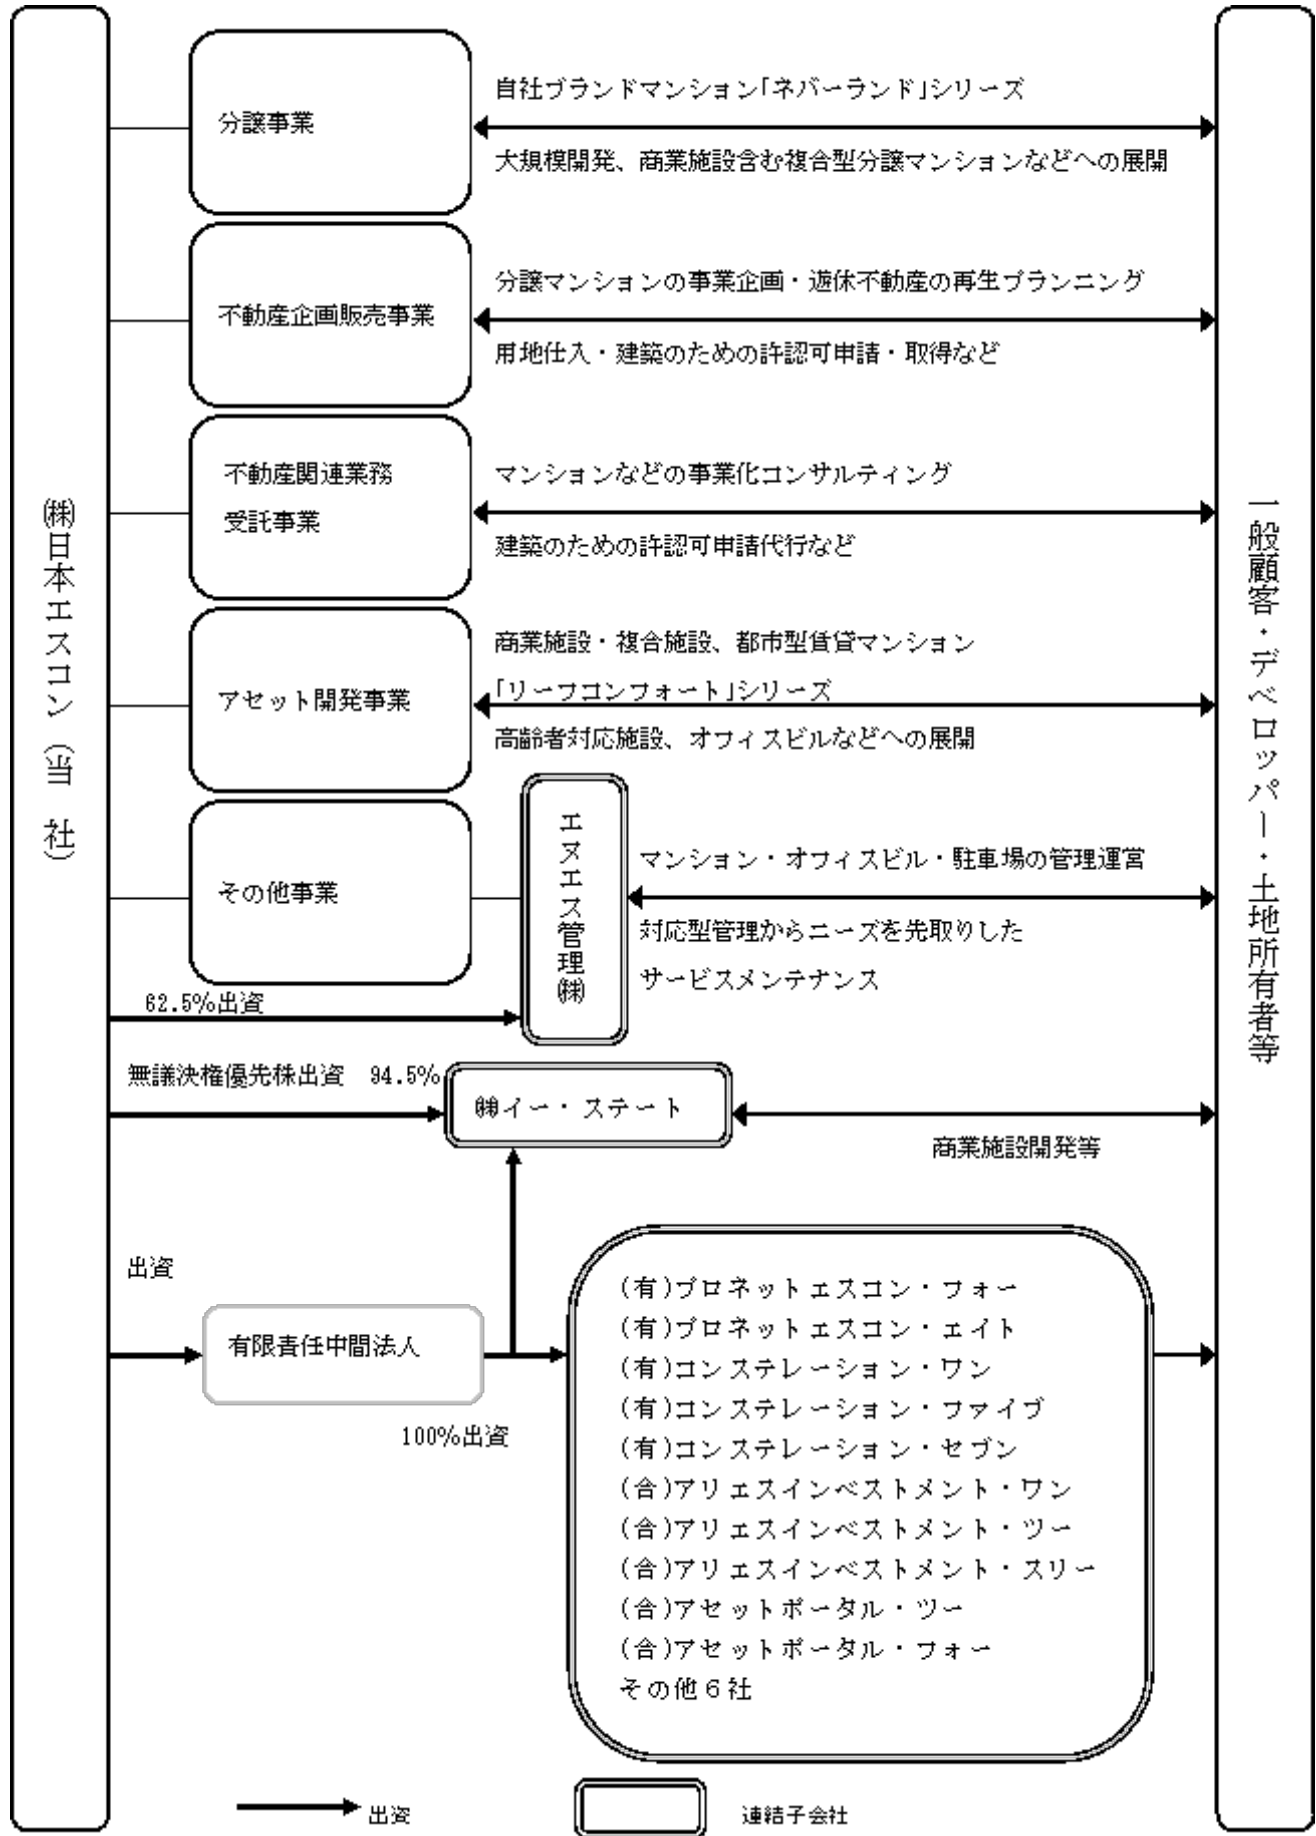 ㈱日本エスコン（当　社）
分譲事業
自社ブランドマンション「ネバーランド」シリーズ
大規模開発、商業施設含む複合型分譲マンションなどへの展開
不動産企画販売事業
分譲マンションの事業企画・遊休不動産の再生プランニング
用地仕入・建築のための許認可申請・取得など
不動産関連業務
受託事業
マンションなどの事業化コンサルティング
建築のための許認可申請代行など
アセット開発事業
商業施設・複合施設、都市型賃貸マンション
「リーフコンフォート」シリーズ
高齢者対応施設、オフィスビルなどへの展開
その他事業
エヌエス管理㈱
マンション・オフィスビル・駐車場の管理運営
対応型管理からニーズを先取りした
サービスメンテナンス
62.5%出資
無議決権優先株出資　94.5%
㈱イー・ステート
商業施設開発等
出資
有限責任中間法人
100%出資
(有)プロネットエスコン・フォー
(有)プロネットエスコン・エイト
(有)コンステレーション・ワン
(有)コンステレーション・ファイブ
(有)コンステレーション・セブン
(合)アリエスインベストメント・ワン
(合)アリエスインベストメント・ツー
(合)アリエスインベストメント・スリー
(合)アセットポータル・ツー
(合)アセットポータル・フォー
その他６社
一般顧客・デベロッパー・土地所有者等
出資
連結子会社